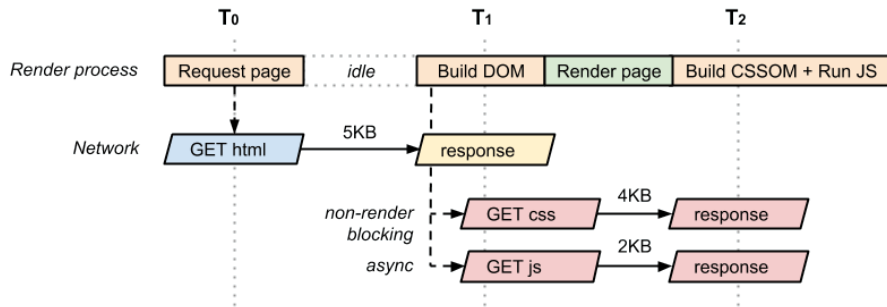 T0 T1 T2
Render process Request page idle Build DOM Render page Build CSSOM + Run JS
Network GET html 5KB response
non-render blocking GET css 4KB response
async GET js 2KB response